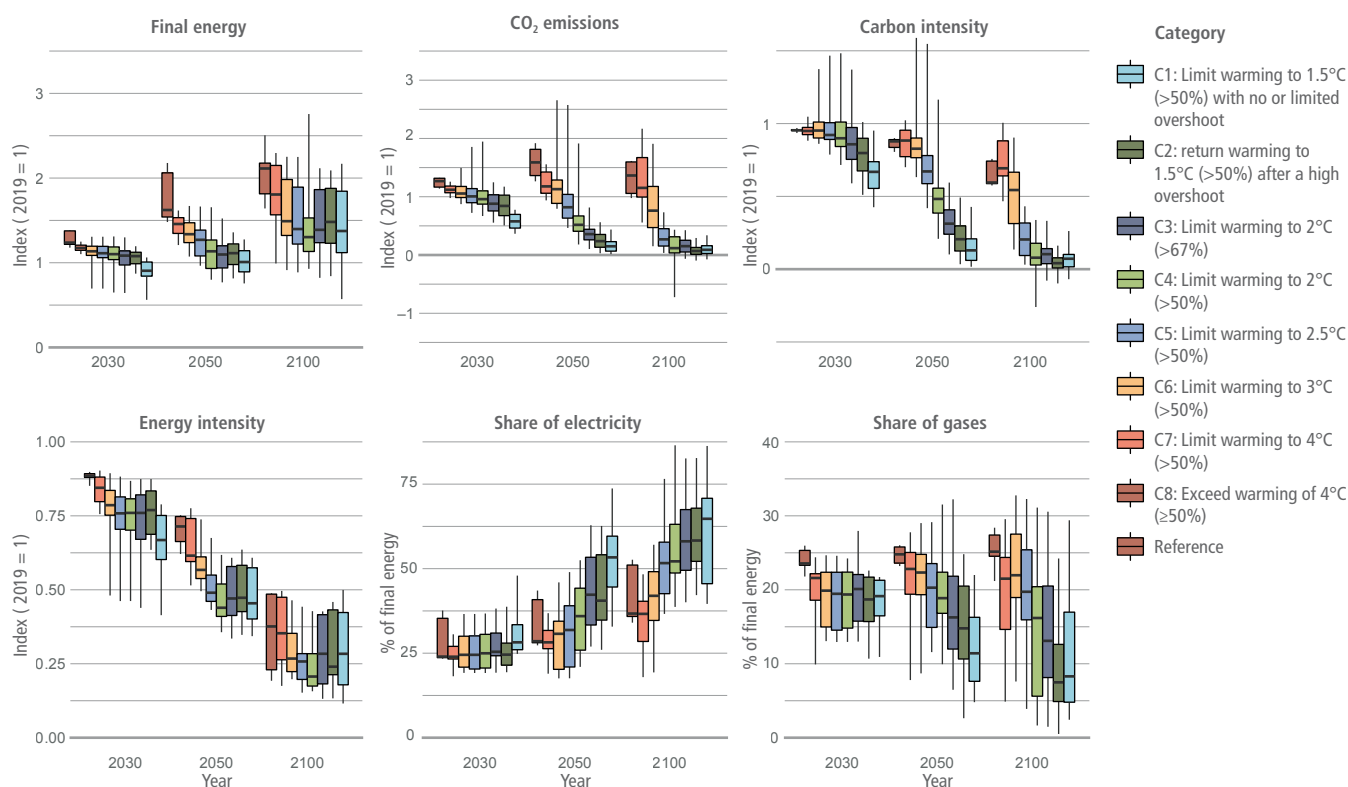 Final energy
CO₂ emissions
Carbon intensity
Index ( 2019 = 1)
3
2
1
0
2030
2050
2100
Index ( 2019 = 1)
3
2
1
0
–1
2030
2050
2100
Index ( 2019 = 1)
1
0
2030
2050
2100
Energy intensity
Share of electricity
Share of gases
Index ( 2019 = 1)
1.00
0.75
0.50
0.25
0.00
2030
2050
2100
Year
% of final energy
75
50
25
0
2030
2050
2100
Year
% of final energy
40
30
20
10
0
2030
2050
2100
Year
Category
C1: Limit warming to 1.5°C
(>50%) with no or limited
overshoot
C2: return warming to
1.5°C (>50%) after a high
overshoot
C3: Limit warming to 2°C
(>67%)
C4: Limit warming to 2°C
(>50%)
C5: Limit warming to 2.5°C
(>50%)
C6: Limit warming to 3°C
(>50%)
C7: Limit warming to 4°C
(>50%)
C8: Exceed warming of 4°C
(≥50%)
Reference